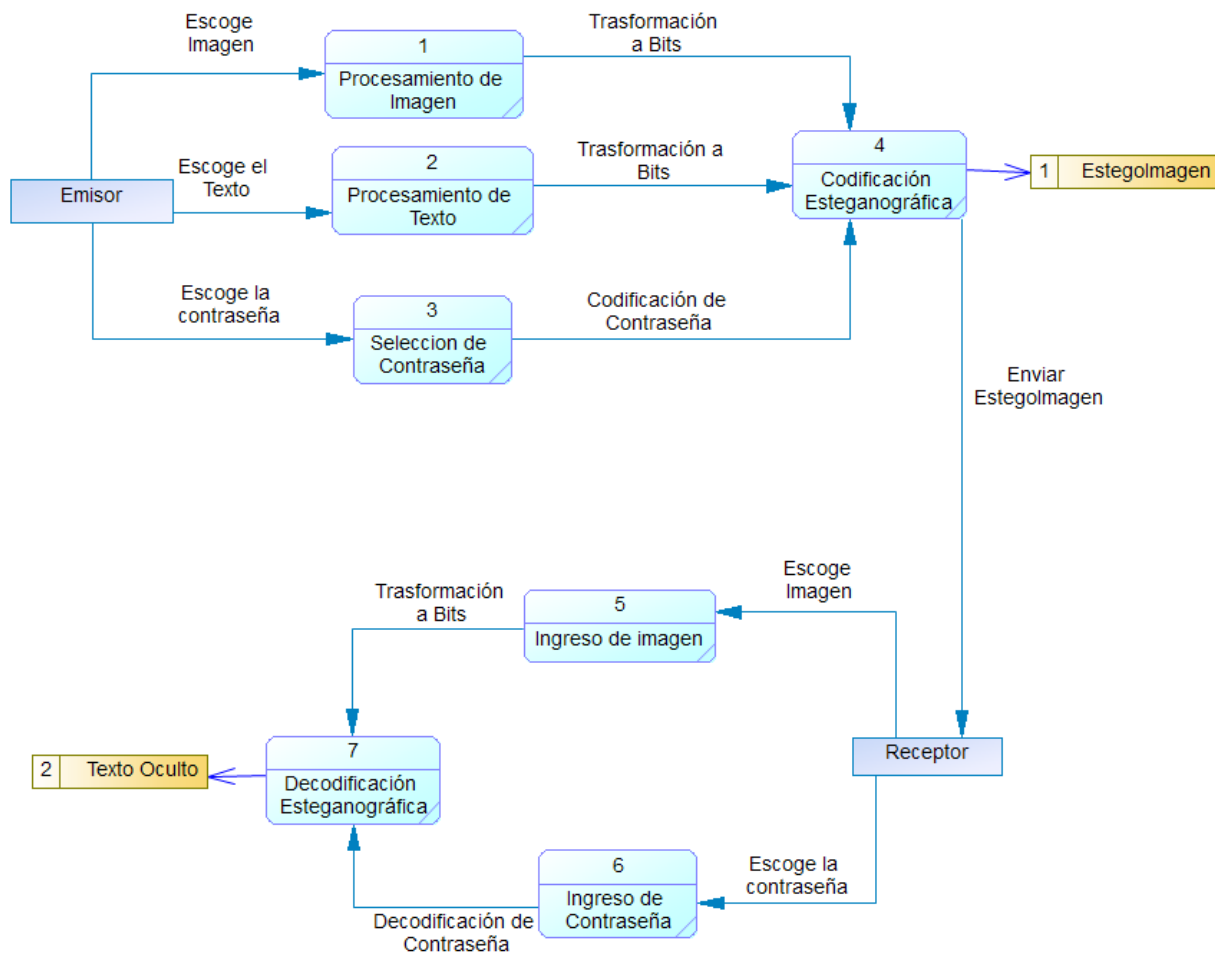 Escoge
Imagen
1
Procesamiento de
Imagen
Trasformación
a Bits
Emisor
Escoge el
Texto
2
Procesamiento de
Texto
Trasformación a
Bits
4
Codificación
Esteganográfica
1 EstegoImagen
Escoge la
contraseña
3
Seleccion de
Contraseña
Codificación de
Contraseña
Enviar
EstegoImagen
Trasformación
a Bits
5
Ingreso de imagen
Escoge
Imagen
2 Texto Oculto
7
Decodificación
Esteganográfica
Receptor
Decodificación de
Contraseña
6
Ingreso de
Contraseña
Escoge la
contraseña